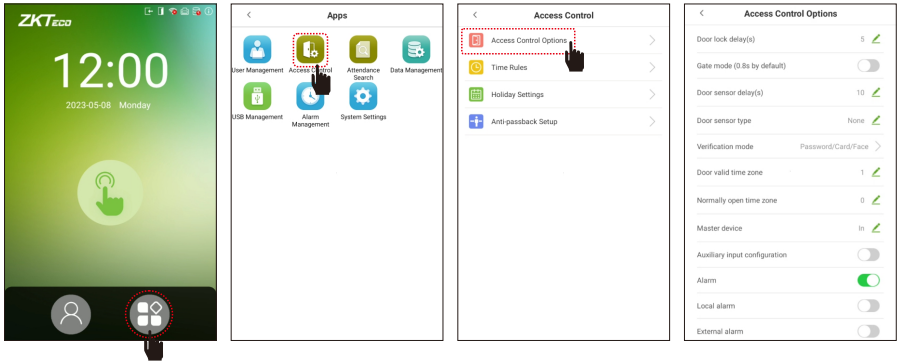 ZKTECO
12:00
2023-05-08 Monday
Apps
User Management
Access Control
Attendance
Search
Data Management
USB Management
Alarm
Management
System Settings
Access Control
Access Control Options
Time Rules
Holiday Settings
Anti-passback Setup
Access Control Options
Door lock delay(s) 5
Gate mode (0.8s by default)
Door sensor delay(s) 10
Door sensor type None
Verification mode Password/Card/Face
Door valid time zone 1
Normally open time zone 0
Master device In
Auxiliary input configuration
Alarm
Local alarm
External alarm